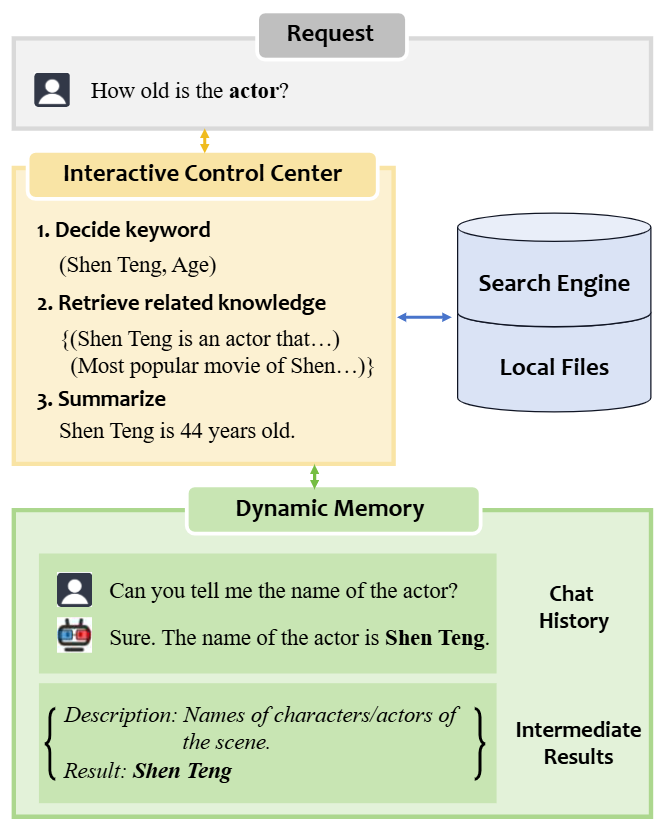 Request
How old is the actor?
Interactive Control Center
1. Decide keyword
(Shen Teng, Age)
2. Retrieve related knowledge
{(Shen Teng is an actor that…)
(Most popular movie of Shen…)}
3. Summarize
Shen Teng is 44 years old.
Search Engine
Local Files
Dynamic Memory
Can you tell me the name of the actor?
Sure. The name of the actor is Shen Teng.
Chat
History
Description: Names of characters/actors of
the scene.
Result: Shen Teng
Intermediate
Results